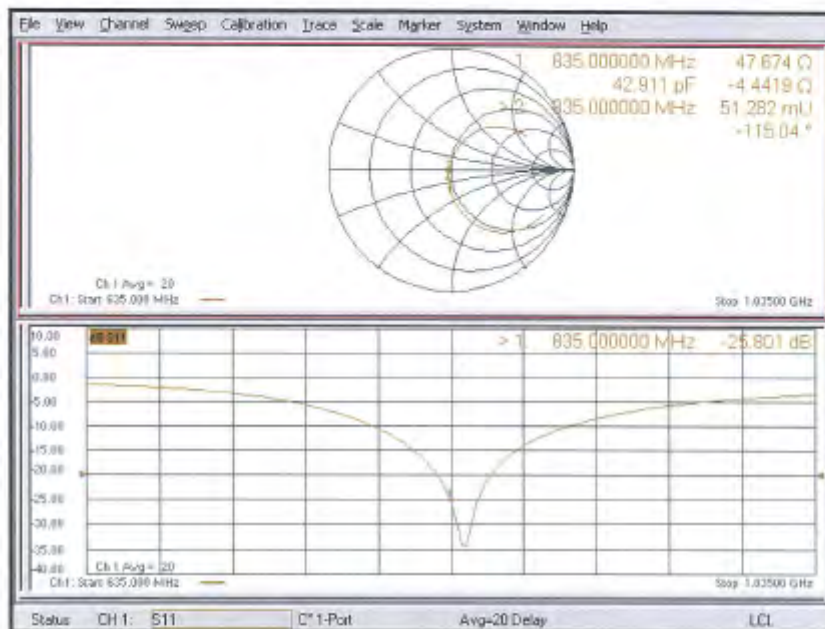 File View Channel Sweep Calibration Trace Scale Marker System Window Help
1 835.000000 MHz 47.674 Ω
42.911 pF -4.4419 Ω
> 2 835.000000 MHz 51.282 mU
-115.04 °
Ch 1 Avg = 20
Ch1: Start 635.000 MHz
Stop 1.03500 GHz
10.00
5.00
0.00
-5.00
-10.00
-15.00
-20.00
-25.00
-30.00
-35.00
-40.00
> 1 835.000000 MHz -25.801 dB
Ch 1 Avg = 20
Ch1: Start 635.000 MHz
Stop 1.03500 GHz
Status CH 1: S11 C* 1-Port Avg=20 Delay LCL